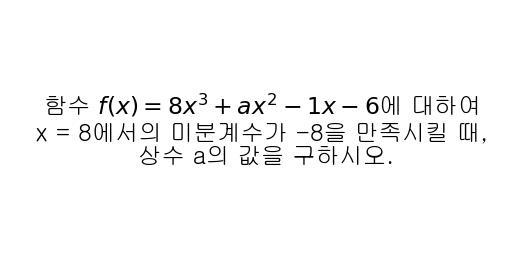 함수 f(x) = 8x³ + ax² − 1x − 6에 대하여
x = 8에서의 미분계수가 −8을 만족시킬 때,
상수 a의 값을 구하시오.